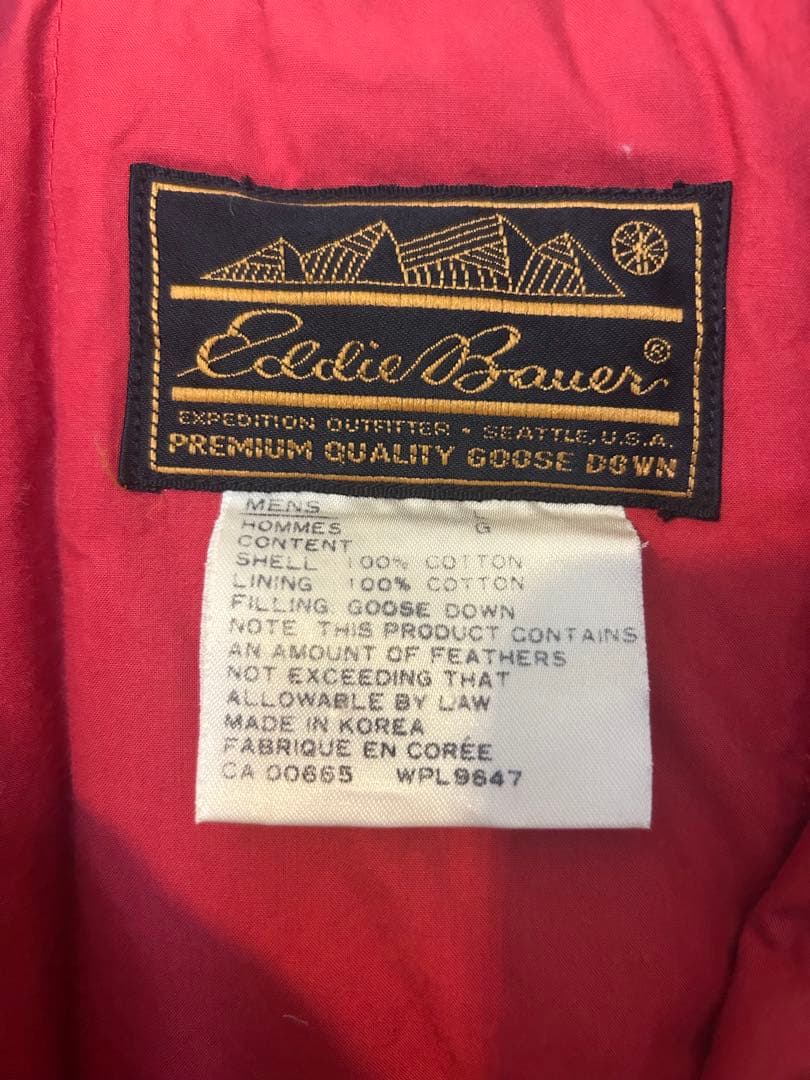 Eddie Bauer®
EXPEDITION OUTFITTER • SEATTLE, U.S.A.
PREMIUM QUALITY GOOSE DOWN
MENS
HOMMES G
CONTENT
SHELL 100% COTTON
LINING 100% COTTON
FILLING GOOSE DOWN
NOTE THIS PRODUCT CONTAINS
AN AMOUNT OF FEATHERS
NOT EXCEEDING THAT
ALLOWABLE BY LAW
MADE IN KOREA
FABRIQUE EN CORÉE
CA 00665 WPL9647